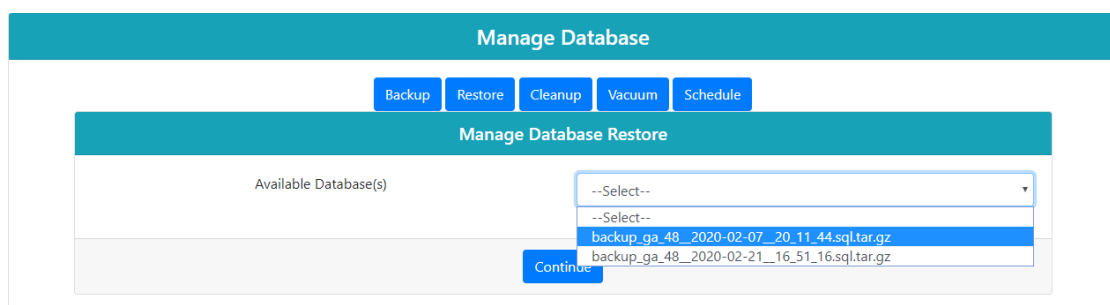 Manage Database
Backup Restore Cleanup Vacuum Schedule
Manage Database Restore
Available Database(s) --Select--
--Select--
backup_ga_48__2020-02-07__20_11_44.sql.tar.gz
backup_ga_48__2020-02-21__16_51_16.sql.tar.gz
Continue